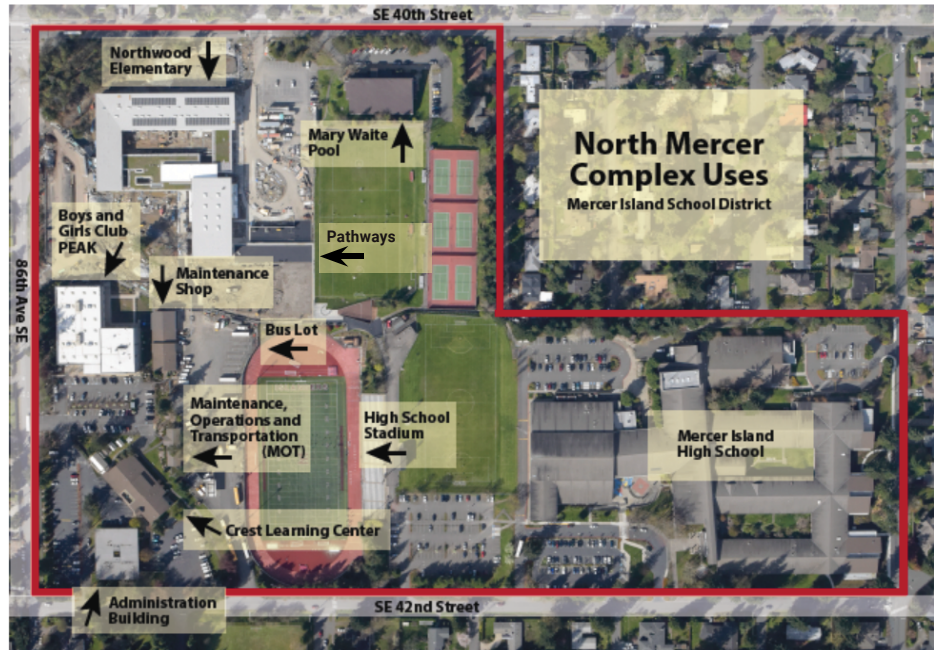 SE 40th Street
Northwood
Elementary
Mary Waite
Pool
North Mercer
Complex Uses
Mercer Island School District
Boys and
Girls Club
PEAK
Pathways
86th Ave SE
Maintenance
Shop
Bus Lot
Maintenance,
Operations and
Transportation
(MOT)
High School
Stadium
Mercer Island
High School
Crest Learning Center
Administration
Building
SE 42nd Street